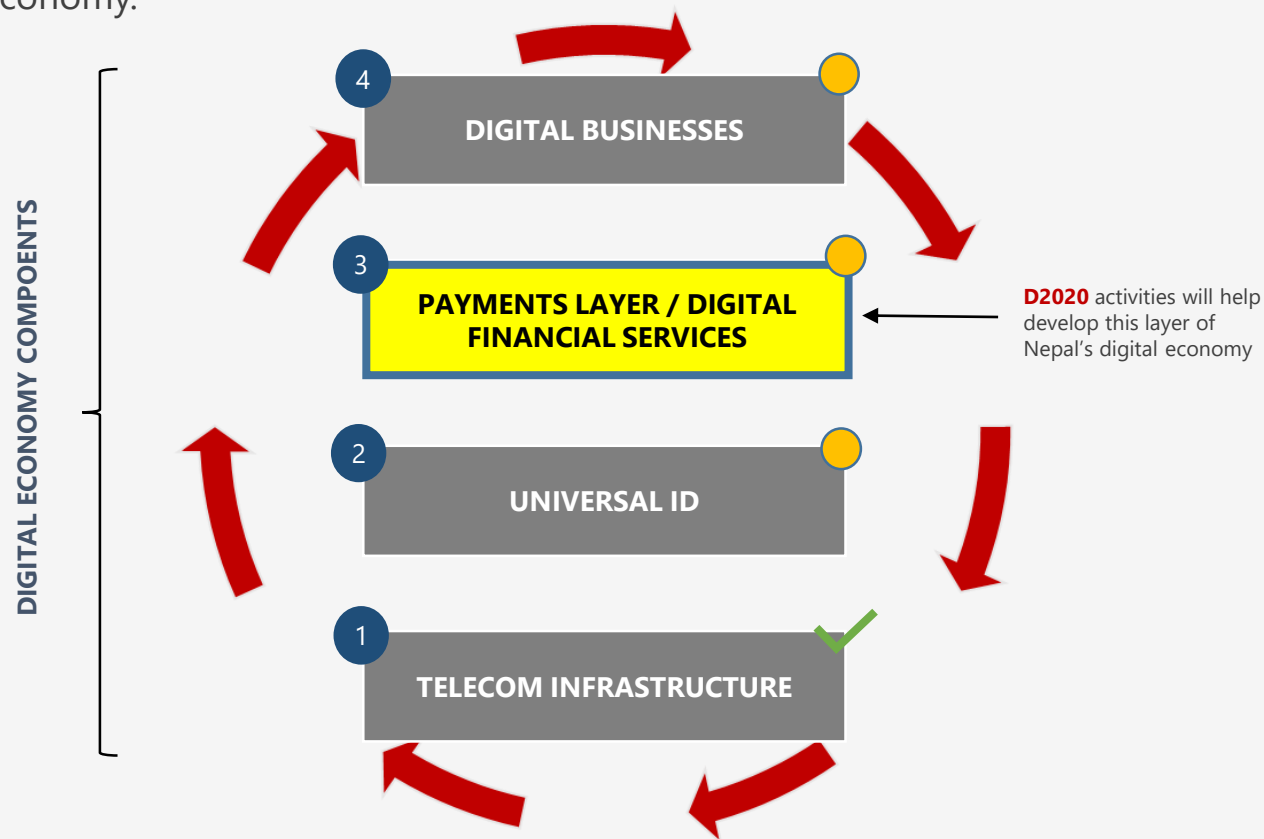 conomy.
DIGITAL ECONOMY COMPOENTS
4
DIGITAL BUSINESSES
3
PAYMENTS LAYER / DIGITAL
FINANCIAL SERVICES
D2020 activities will help
develop this layer of
Nepal’s digital economy
2
UNIVERSAL ID
1
TELECOM INFRASTRUCTURE